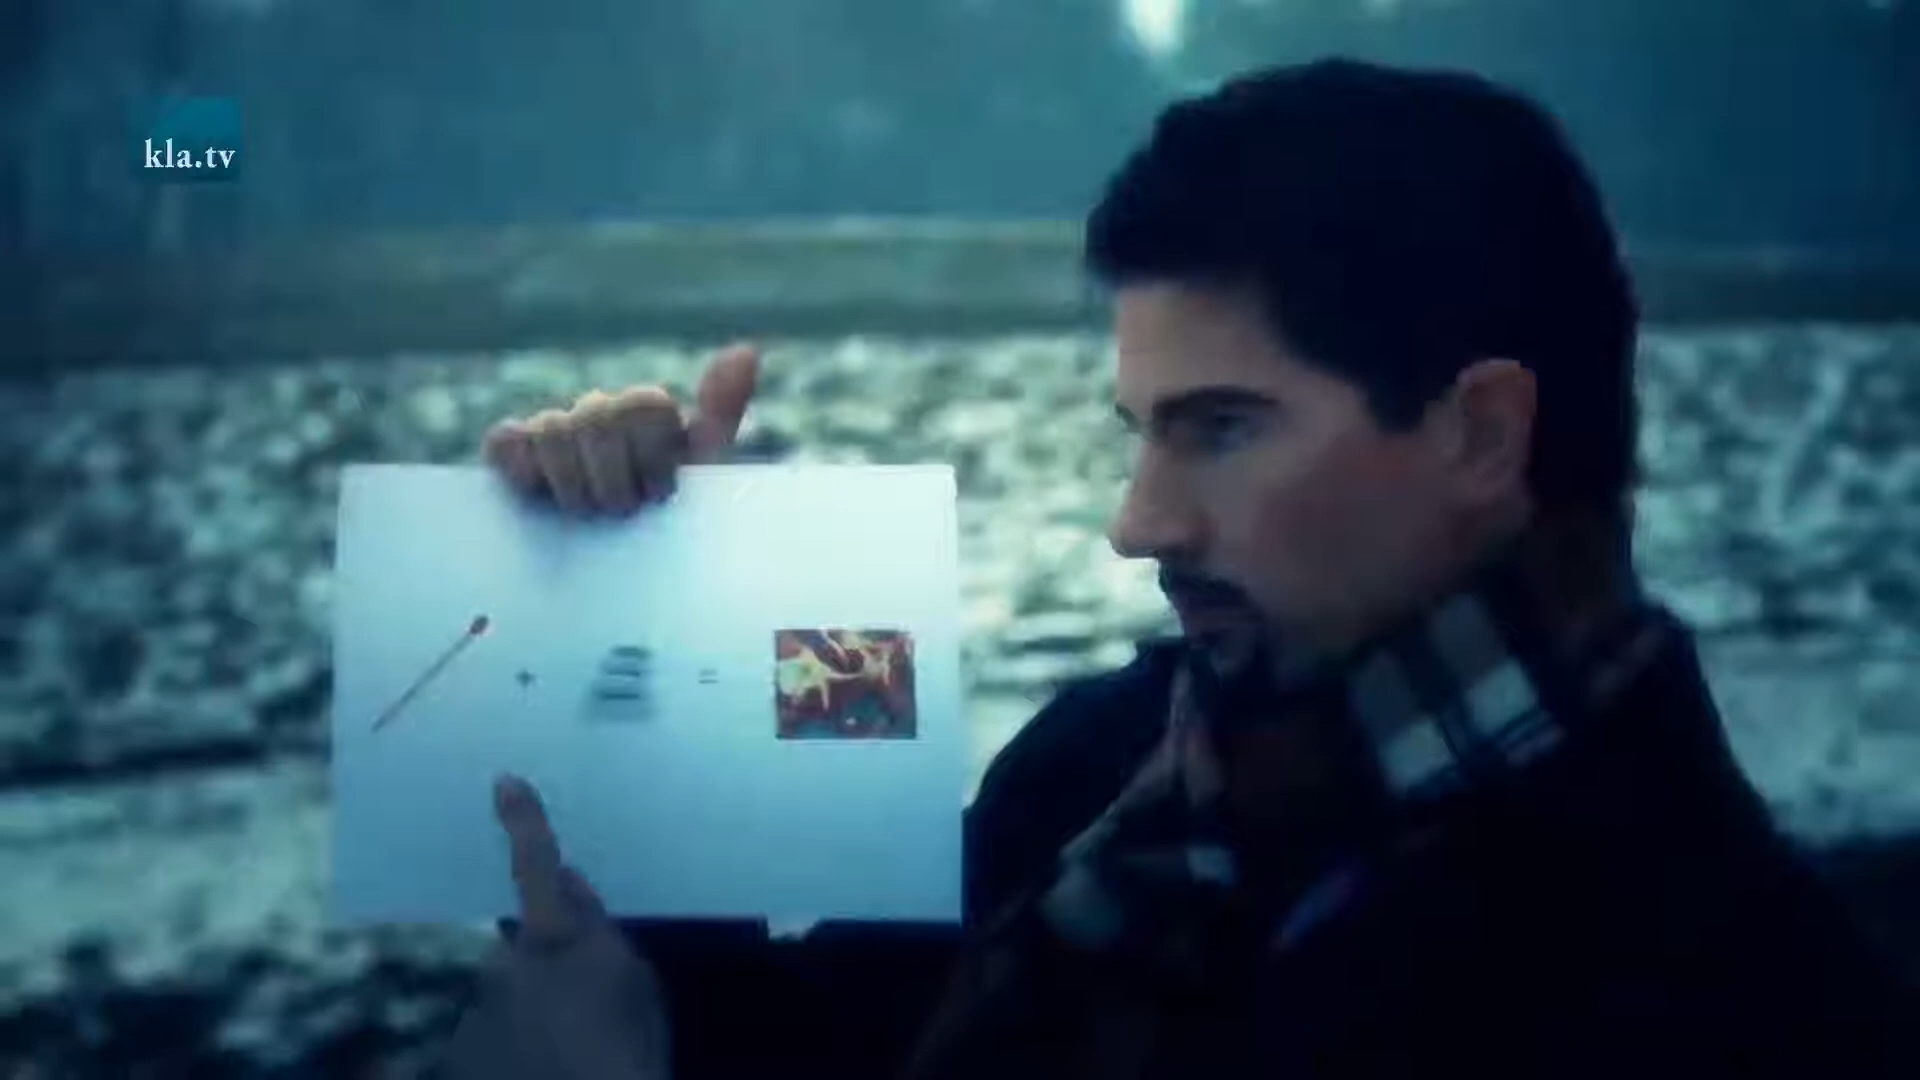 kla.tv
+
=